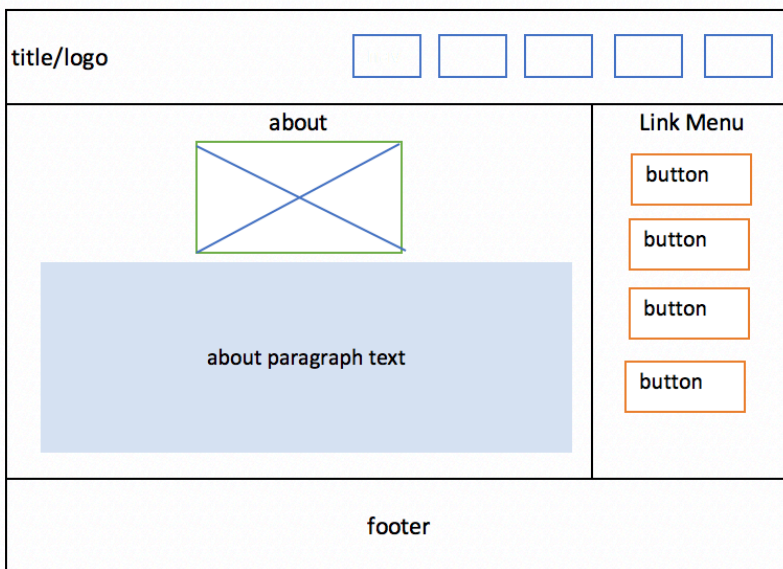 title/logo
about
Link Menu
button
button
button
button
about paragraph text
footer